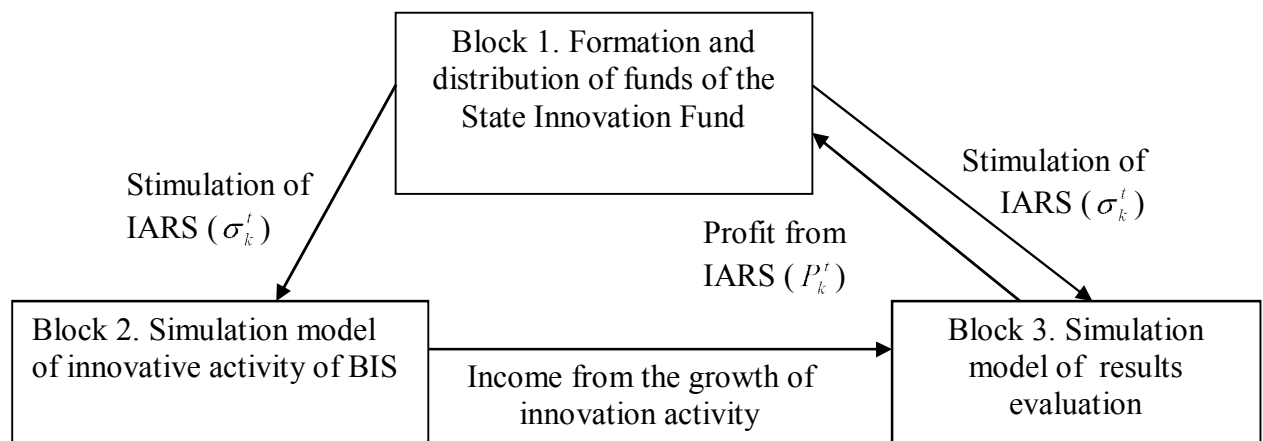 Block 1. Formation and
distribution of funds of the
State Innovation Fund
Stimulation of
IARS ( σ_k^t )
Stimulation of
IARS ( σ_k^t )
Profit from
IARS ( P_k^t )
Block 2. Simulation model
of innovative activity of BIS
Income from the growth of
innovation activity
Block 3. Simulation
model of results
evaluation